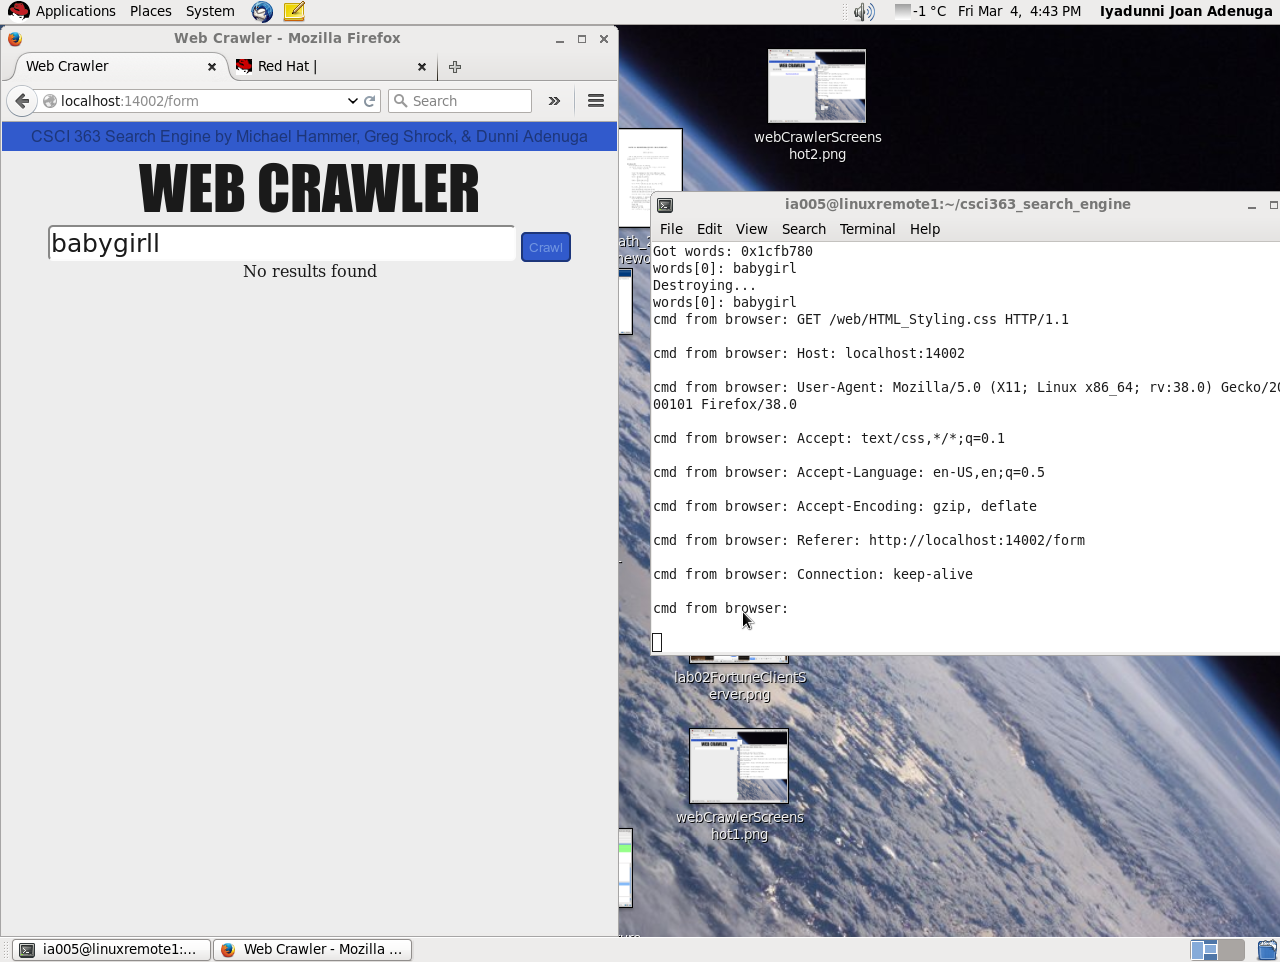 Applications Places System
-1 °C Fri Mar 4, 4:43 PM Iyadunni Joan Adenuga
Web Crawler - Mozilla Firefox
Web Crawler
Red Hat |
localhost:14002/form
Search
CSCI 363 Search Engine by Michael Hammer, Greg Shrock, & Dunni Adenuga
WEB CRAWLER
babygirll
Crawl
No results found
webCrawlerScreens
hot2.png
ia005@linuxremote1:~/csci363_search_engine
File Edit View Search Terminal Help
Got words: 0x1cfb780
words[0]: babygirl
Destroying...
words[0]: babygirl
cmd from browser: GET /web/HTML_Styling.css HTTP/1.1
cmd from browser: Host: localhost:14002
cmd from browser: User-Agent: Mozilla/5.0 (X11; Linux x86_64; rv:38.0) Gecko/20
00101 Firefox/38.0
cmd from browser: Accept: text/css,*/*;q=0.1
cmd from browser: Accept-Language: en-US,en;q=0.5
cmd from browser: Accept-Encoding: gzip, deflate
cmd from browser: Referer: http://localhost:14002/form
cmd from browser: Connection: keep-alive
cmd from browser:
lab02FortuneClientS
erver.png
webCrawlerScreens
hot1.png
ia005@linuxremote1:...
Web Crawler - Mozilla ...